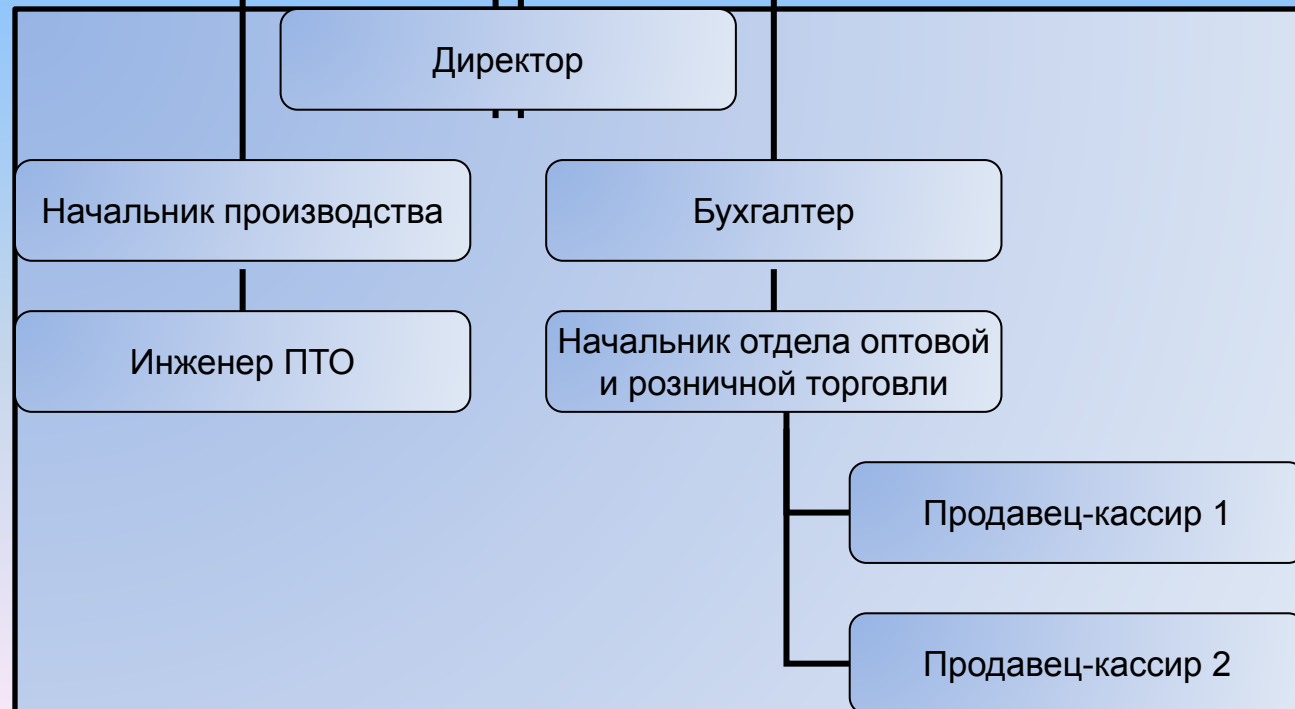 Директор
Начальник производства
Бухгалтер
Инженер ПТО
Начальник отдела оптовой
и розничной торговли
Продавец-кассир 1
Продавец-кассир 2